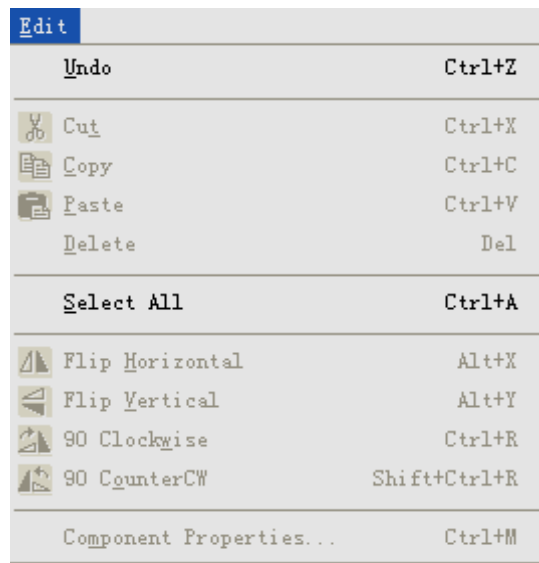 Edit
Undo Ctrl+Z
Cut Ctrl+X
Copy Ctrl+C
Paste Ctrl+V
Delete Del
Select All Ctrl+A
Flip Horizontal Alt+X
Flip Vertical Alt+Y
90 Clockwise Ctrl+R
90 CounterCW Shift+Ctrl+R
Component Properties... Ctrl+M